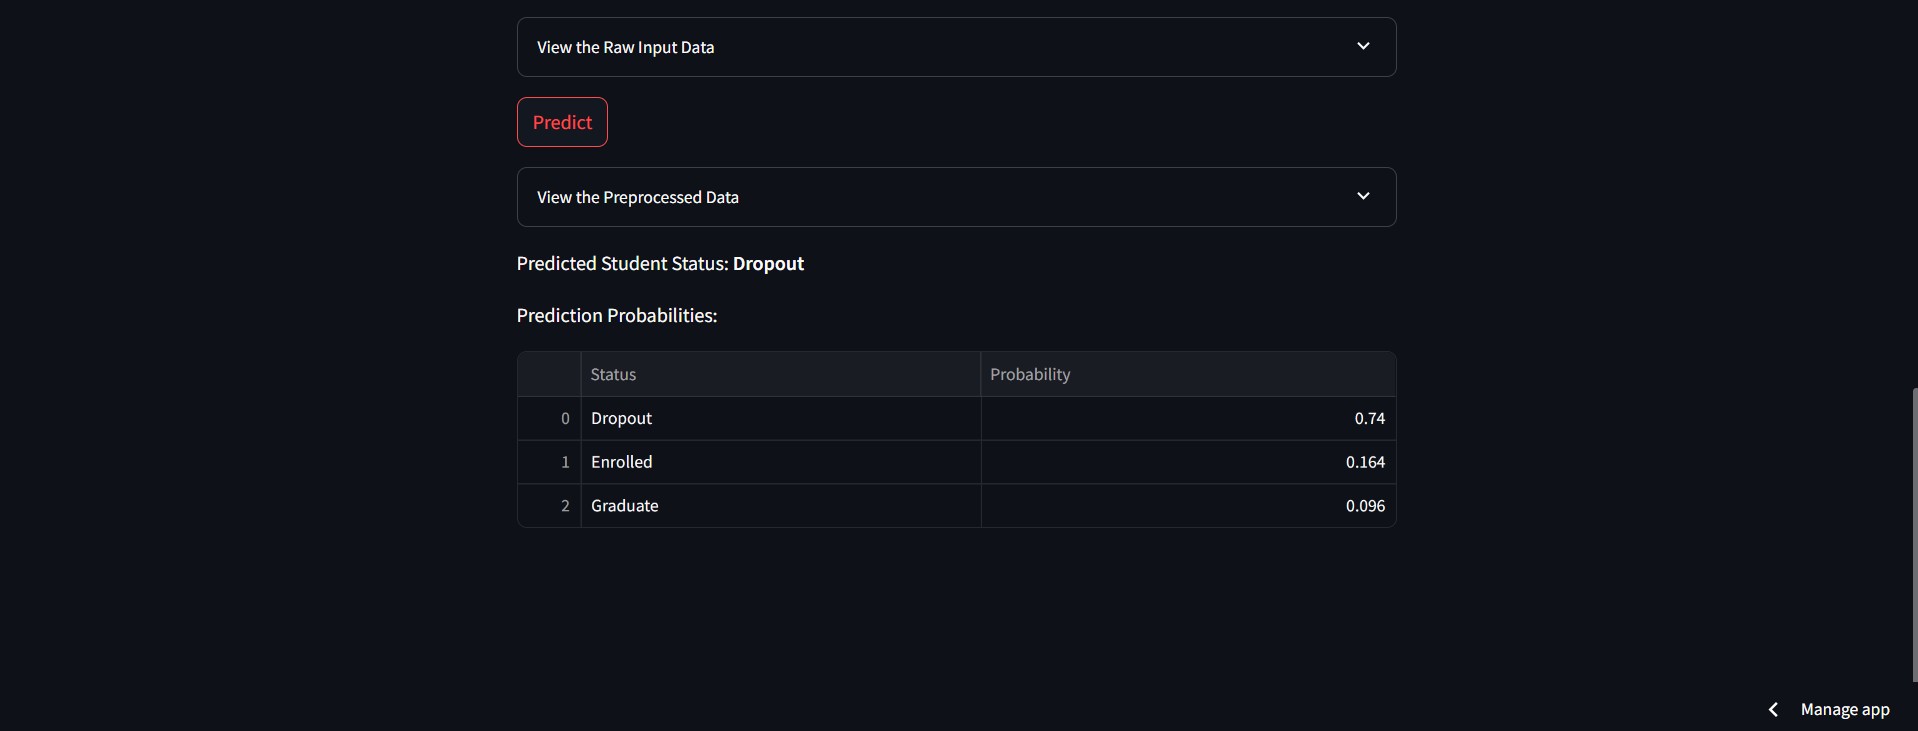 View the Raw Input Data
Predict
View the Preprocessed Data
Predicted Student Status: Dropout
Prediction Probabilities:
Status Probability
0 Dropout 0.74
1 Enrolled 0.164
2 Graduate 0.096
Manage app